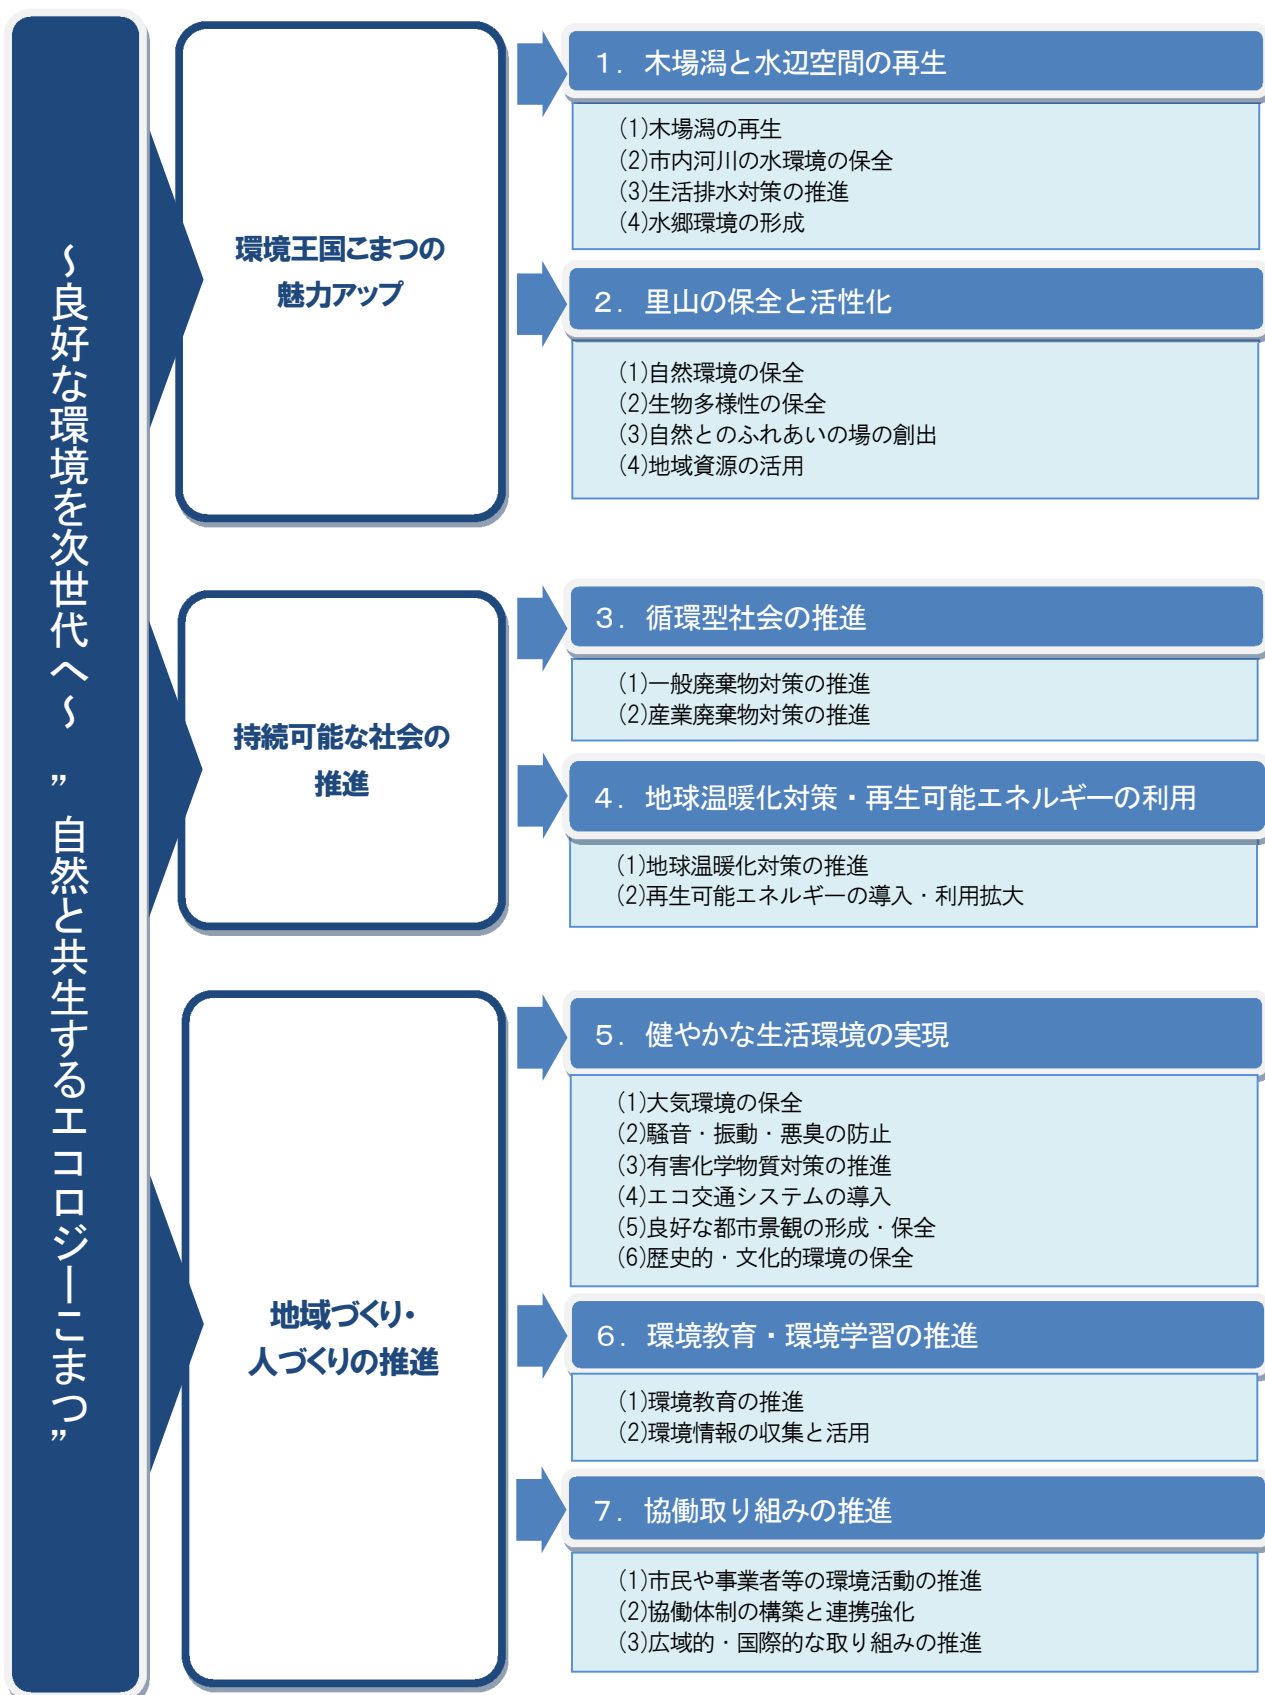 ～良好な環境を次世代へ～ ”自然と共生するエコロジーこまつ”
環境王国こまつの
魅力アップ
１．木場潟と水辺空間の再生
(1)木場潟の再生
(2)市内河川の水環境の保全
(3)生活排水対策の推進
(4)水郷環境の形成
２．里山の保全と活性化
(1)自然環境の保全
(2)生物多様性の保全
(3)自然とのふれあいの場の創出
(4)地域資源の活用
持続可能な社会の
推進
３．循環型社会の推進
(1)一般廃棄物対策の推進
(2)産業廃棄物対策の推進
４．地球温暖化対策・再生可能エネルギーの利用
(1)地球温暖化対策の推進
(2)再生可能エネルギーの導入・利用拡大
地域づくり・
人づくりの推進
５．健やかな生活環境の実現
(1)大気環境の保全
(2)騒音・振動・悪臭の防止
(3)有害化学物質対策の推進
(4)エコ交通システムの導入
(5)良好な都市景観の形成・保全
(6)歴史的・文化的環境の保全
６．環境教育・環境学習の推進
(1)環境教育の推進
(2)環境情報の収集と活用
７．協働取り組みの推進
(1)市民や事業者等の環境活動の推進
(2)協働体制の構築と連携強化
(3)広域的・国際的な取り組みの推進